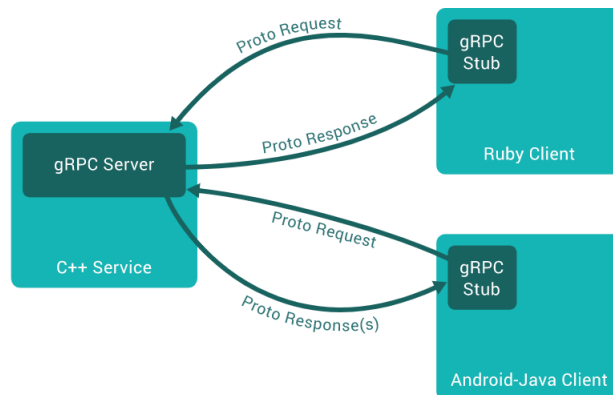 Proto Request
gRPC
Stub
Ruby Client
Proto Response
gRPC Server
C++ Service
Proto Request
gRPC
Stub
Proto Response(s)
Android-Java Client